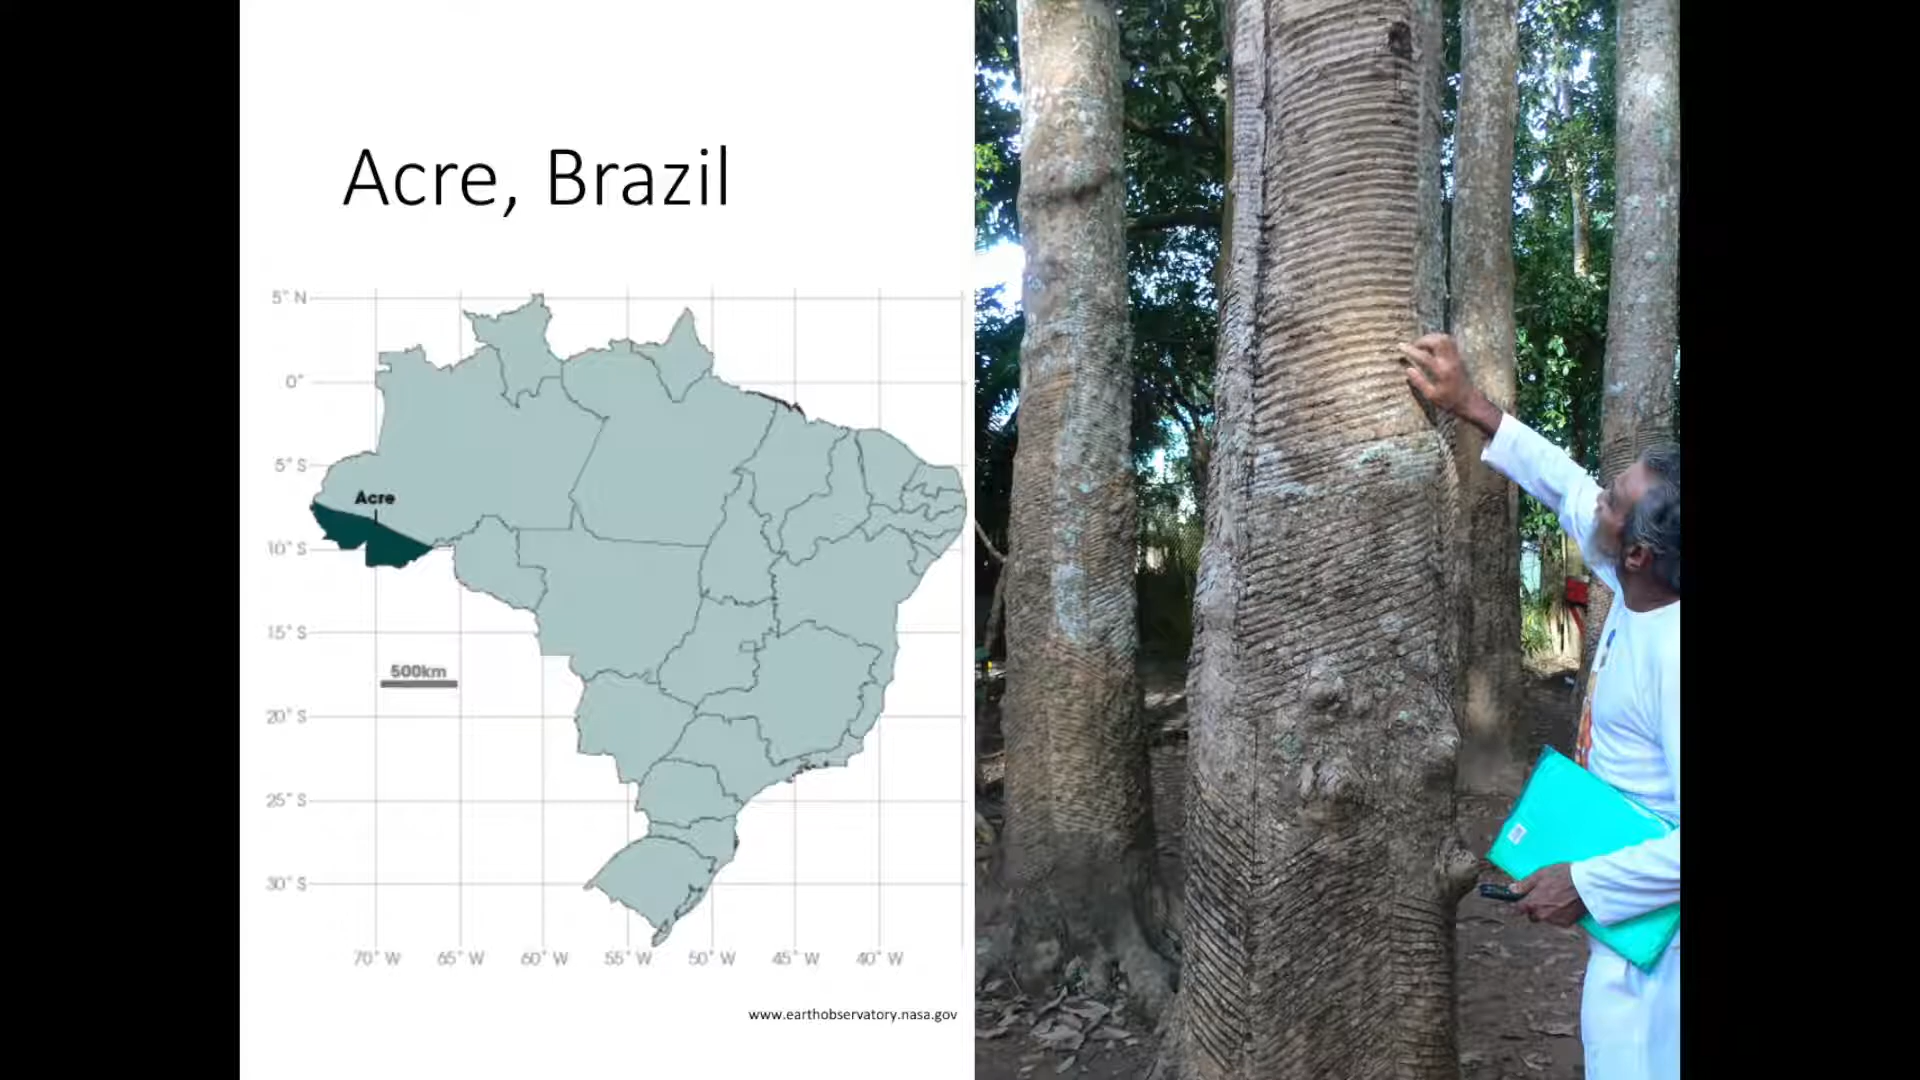 Acre, Brazil
5° N
0°
5° S
Acre
10° S
15° S
500km
20° S
25° S
30° S
70° W 65° W 60° W 55° W 50° W 45° W 40° W
www.earthobservatory.nasa.gov